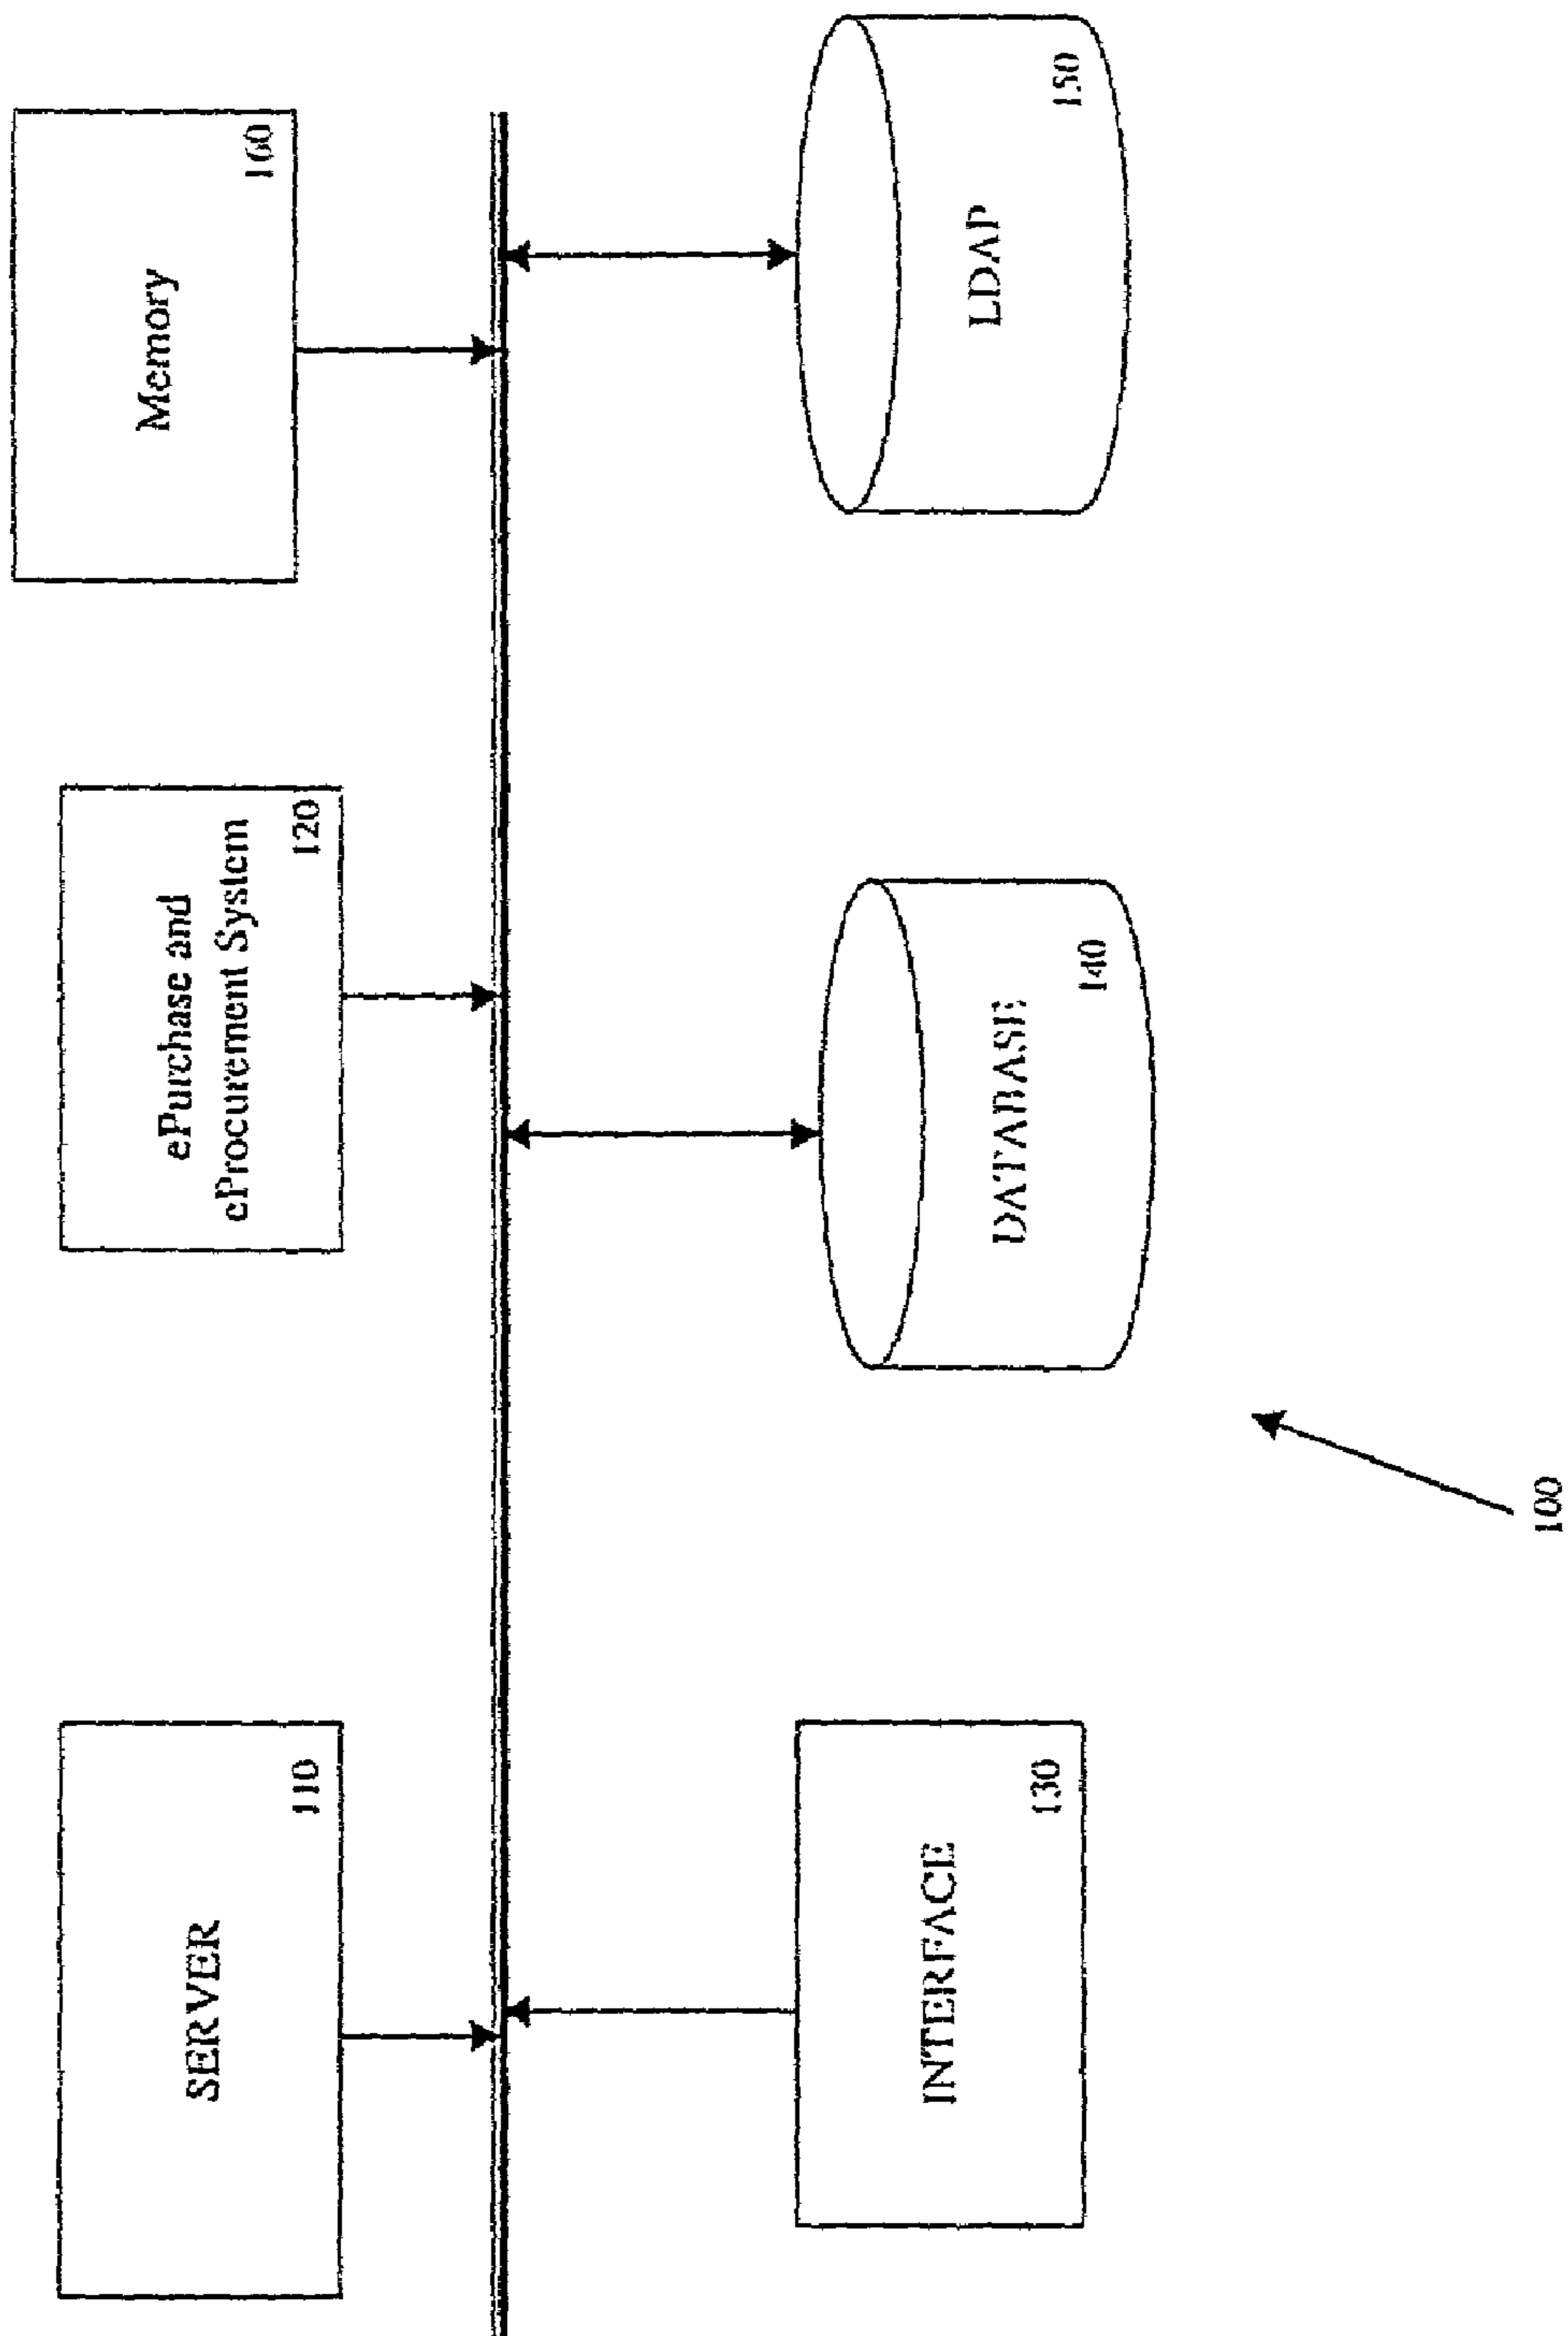 SERVER
110
ePurchase and
eProcurement System
120
Memory
160
INTERFACE
130
DATABASE
140
LDAP
150
100